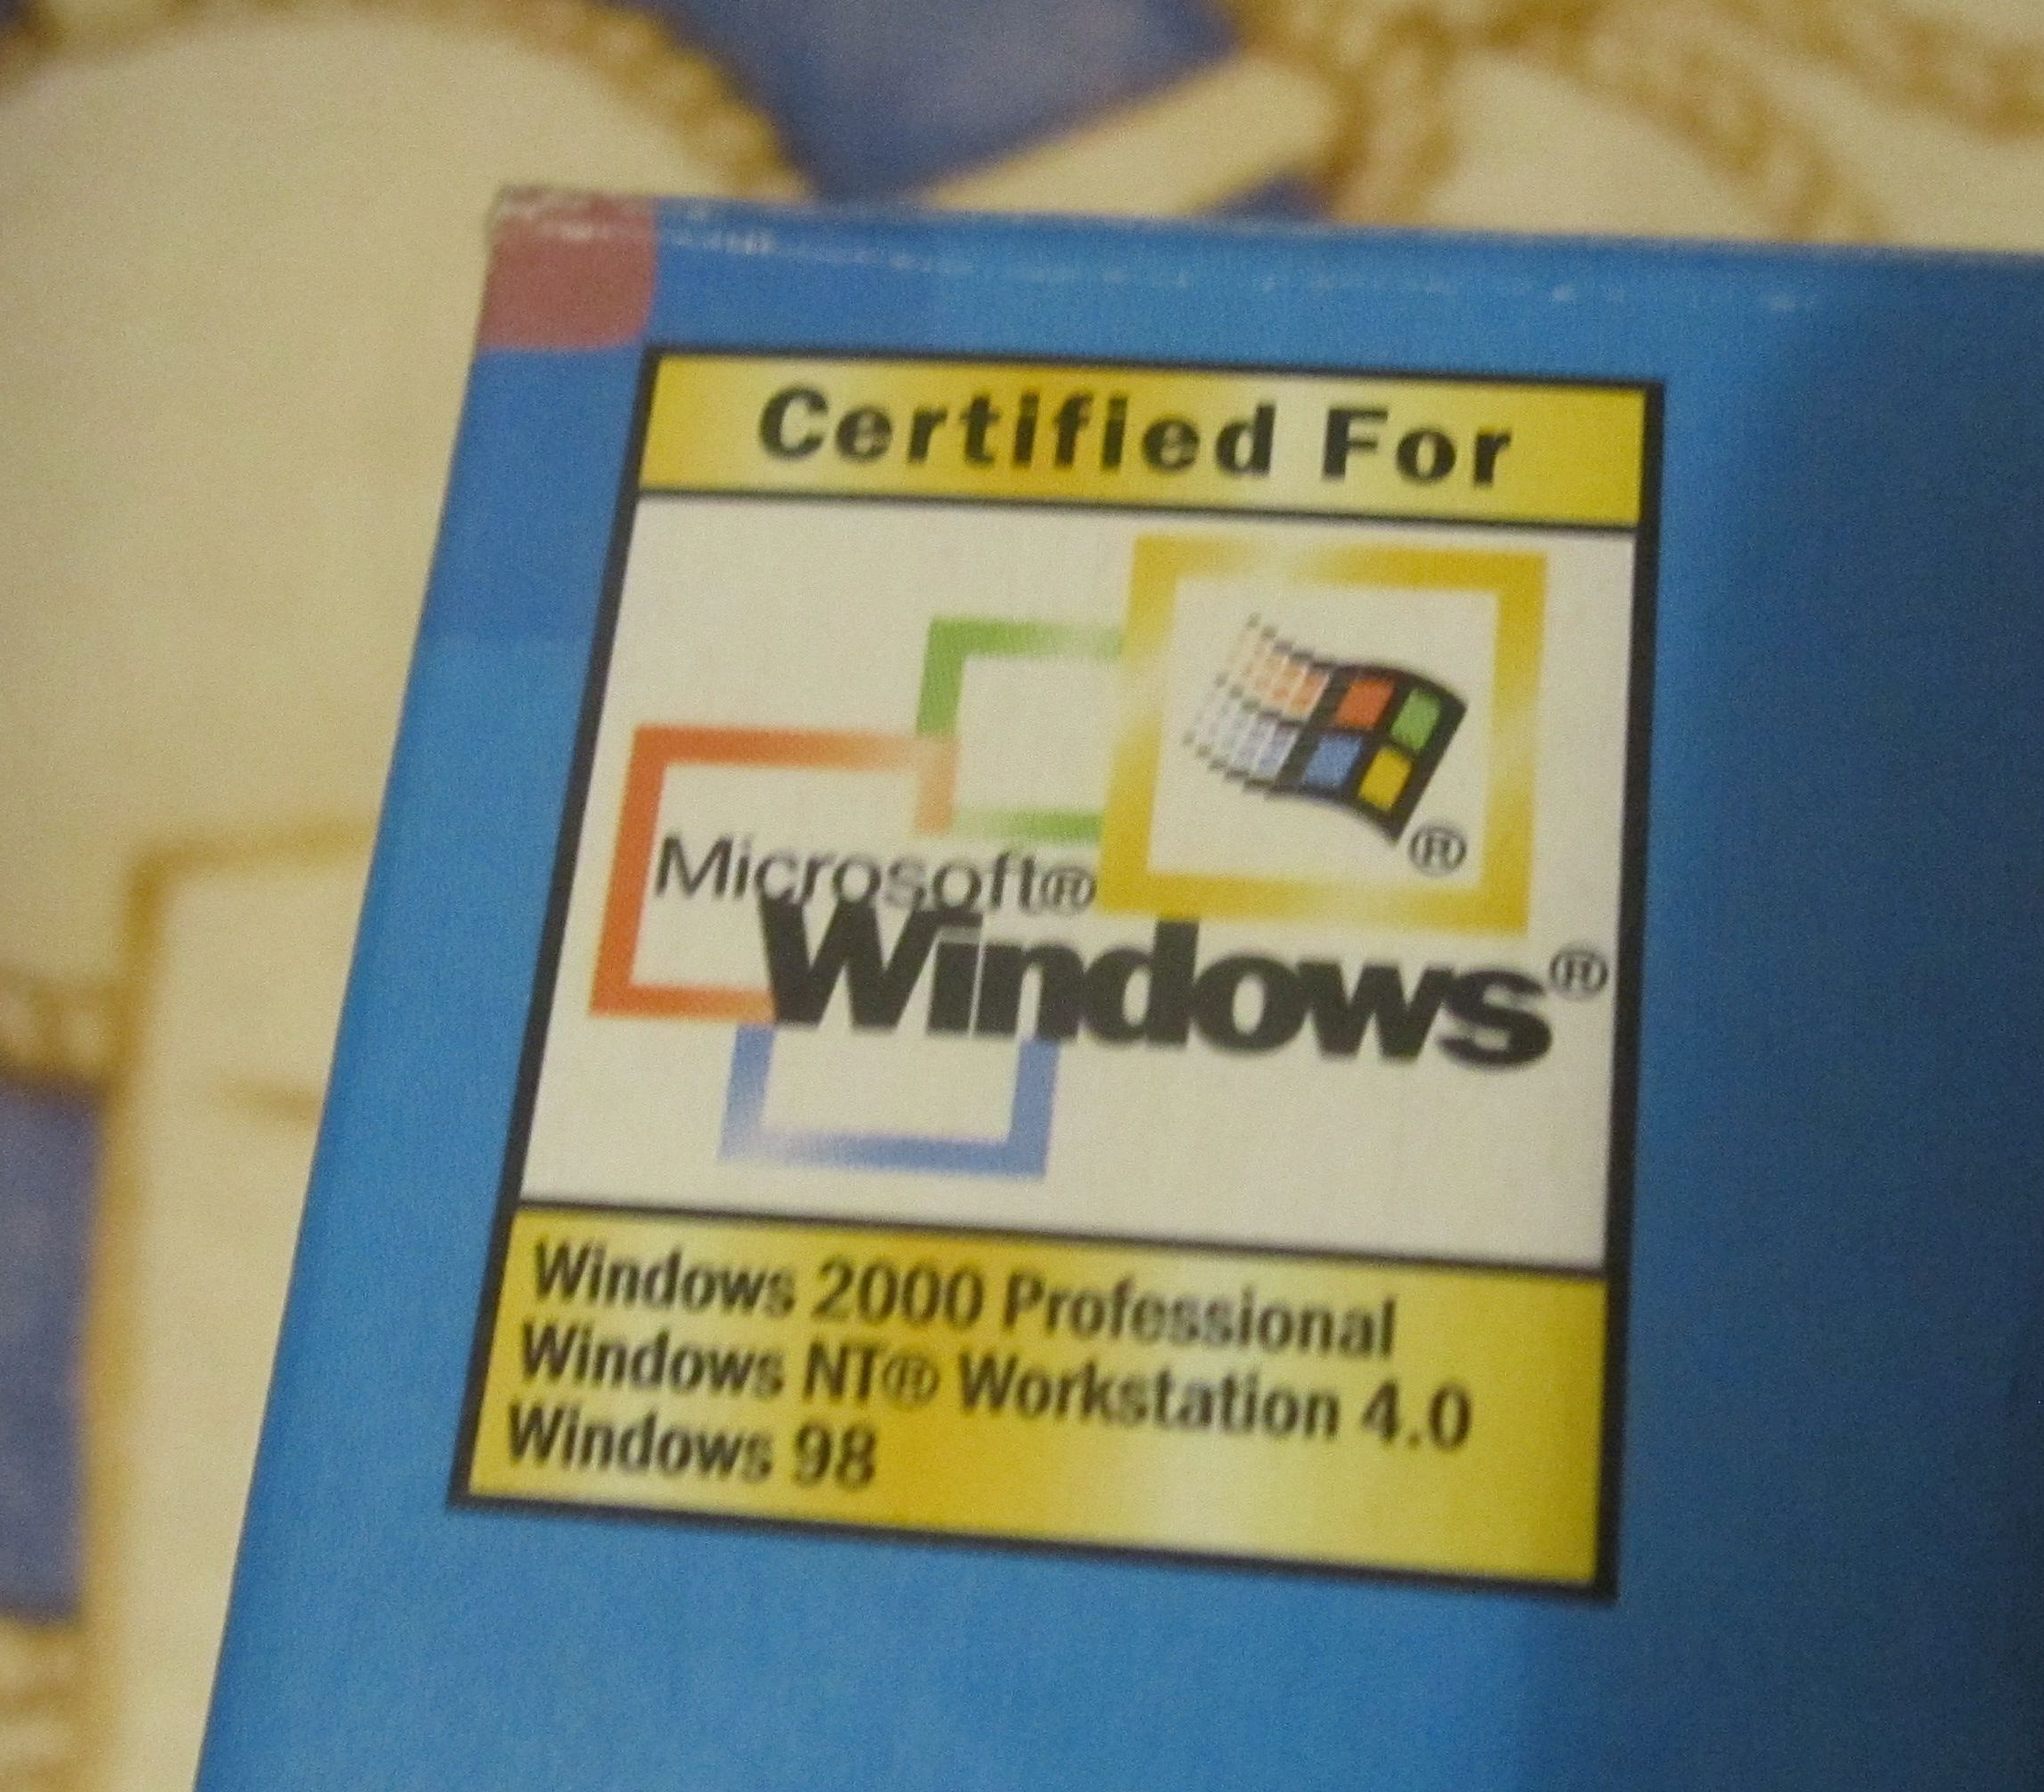 Certified For
®
Microsoft®
Windows®
Windows 2000 Professional
Windows NT® Workstation 4.0
Windows 98